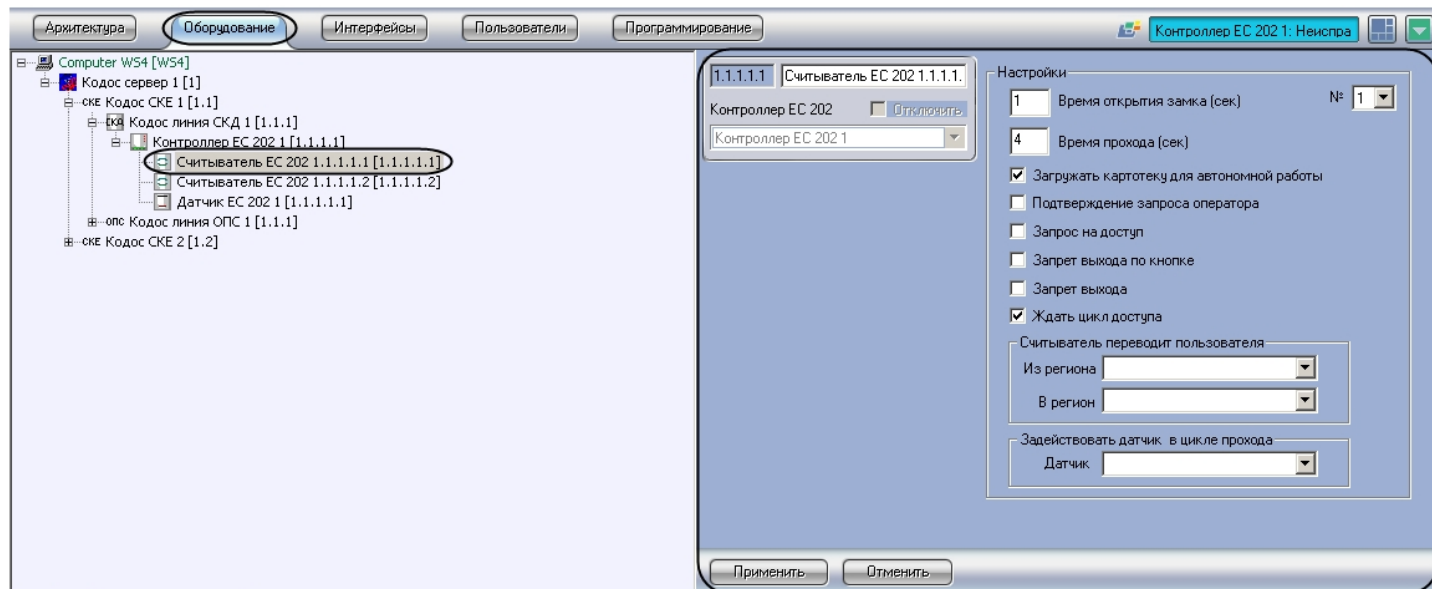 Архитектура Оборудование Интерфейсы Пользователи Программирование Контроллер ЕС 202 1: Неиспра
Computer WS4 [WS4]
Кодос сервер 1 [1]
СКЕ Кодос СКЕ 1 [1.1]
СКД Кодос линия СКД 1 [1.1.1]
Контроллер ЕС 202 1 [1.1.1.1]
Считыватель ЕС 202 1.1.1.1.1 [1.1.1.1.1]
Считыватель ЕС 202 1.1.1.1.2 [1.1.1.1.2]
Датчик ЕС 202 1 [1.1.1.1.1]
опс Кодос линия ОПС 1 [1.1.1]
СКЕ Кодос СКЕ 2 [1.2]
1.1.1.1.1 Считыватель ЕС 202 1.1.1.1.
Контроллер ЕС 202 Отключить
Контроллер ЕС 202 1
Настройки
1 Время открытия замка (сек) № 1
4 Время прохода (сек)
Загружать картотеку для автономной работы
Подтверждение запроса оператора
Запрос на доступ
Запрет выхода по кнопке
Запрет выхода
Ждать цикл доступа
Считыватель переводит пользователя
Из региона
В регион
Задействовать датчик в цикле прохода
Датчик
Применить Отменить